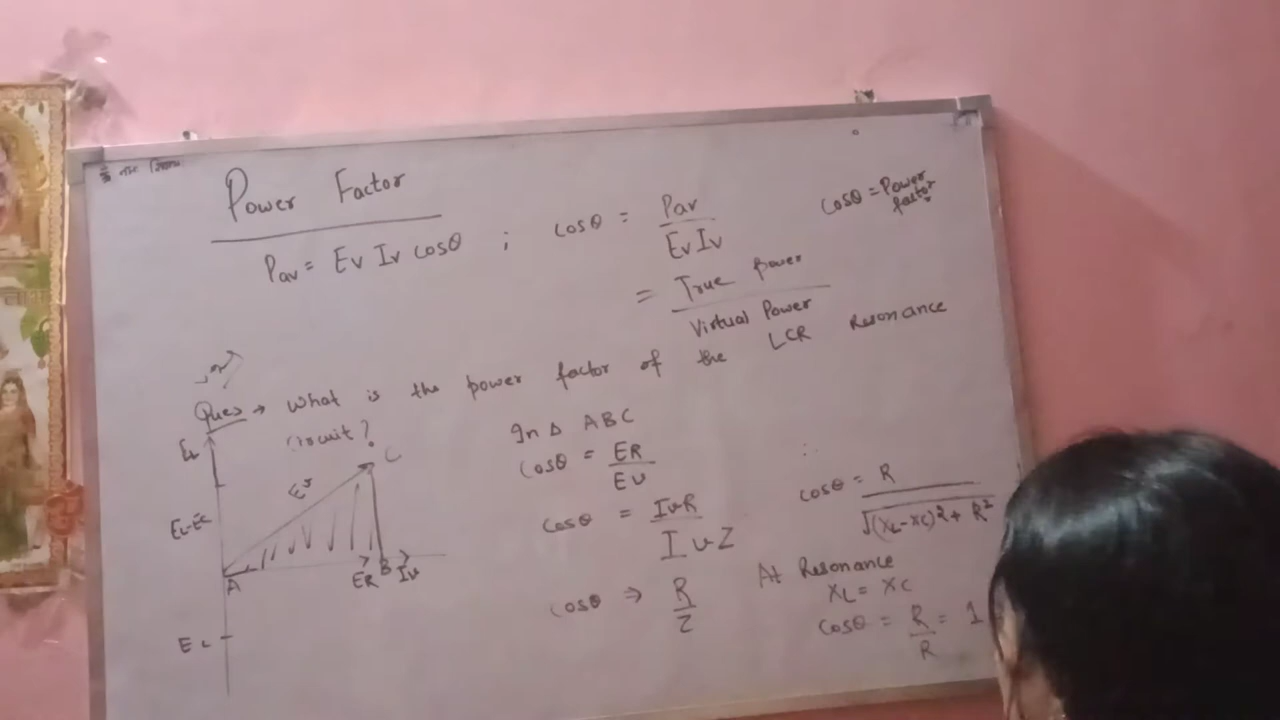 Power Factor
Pav = Ev Iv cosθ ; cosθ = Pav / Ev Iv
cosθ = Power factor
= True power / Virtual Power
Ques → What is the power factor of the LCR Resonance
Circuit?
EL
EL-EC
EC
Ev
A
B
C
ER
Iv
In Δ ABC
cosθ = ER / Ev
cosθ = IvR / IvZ
cosθ ⇒ R / Z
∴
cosθ = R / √(XL-XC)²+ R²
At Resonance
XL = XC
cosθ = R / R = 1